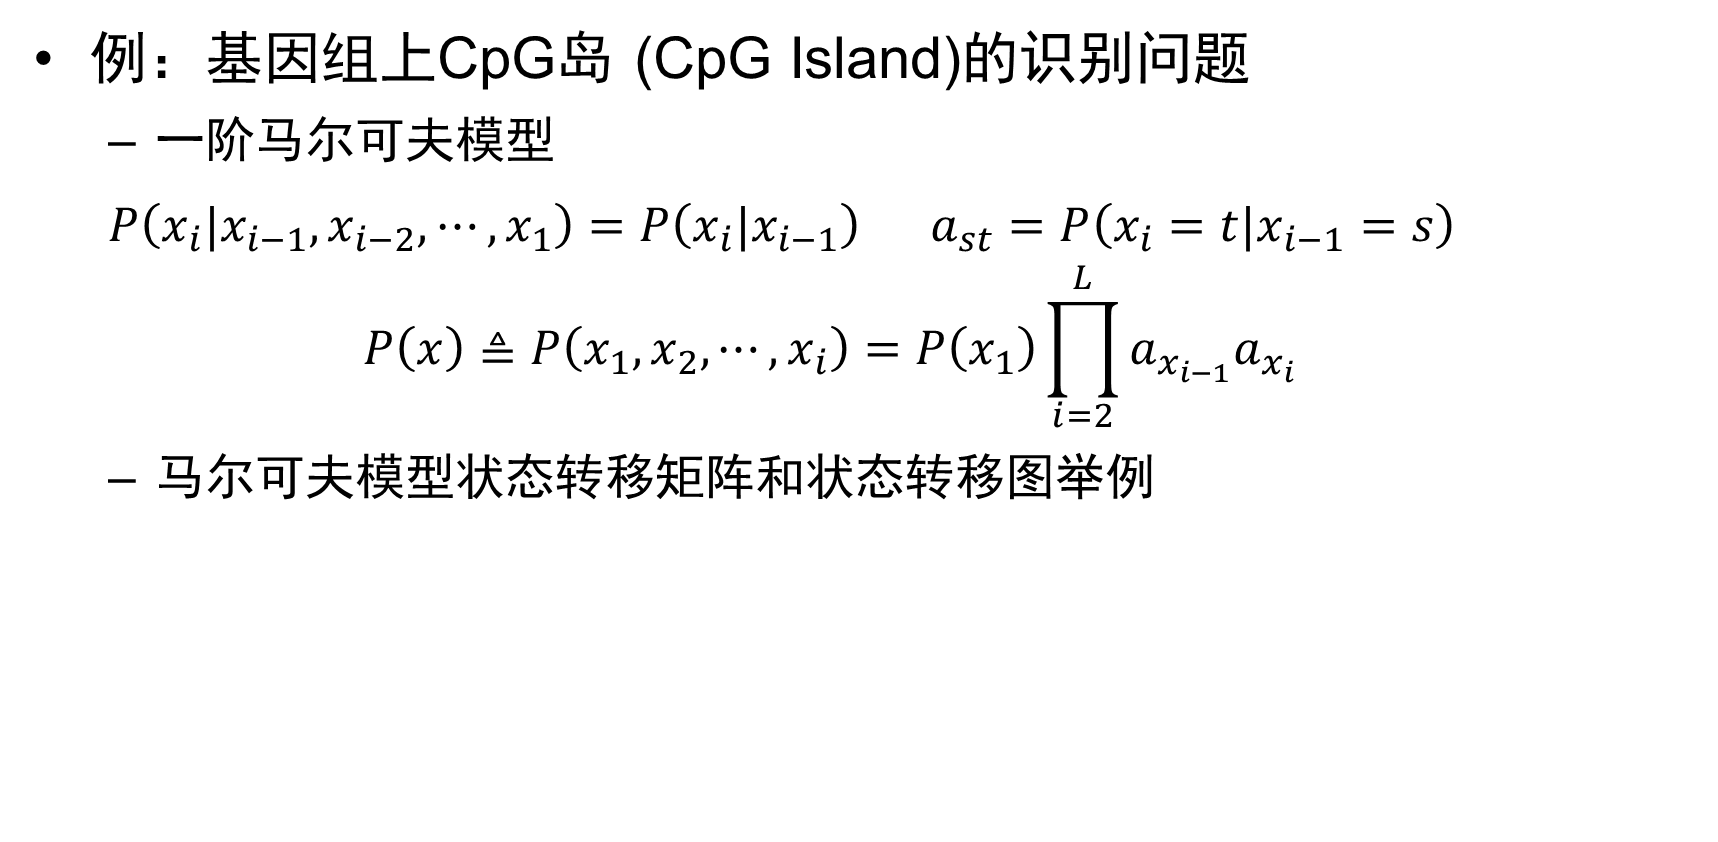 • 例：基因组上CpG岛 (CpG Island)的识别问题
– 一阶马尔可夫模型
P(x_i|x_{i−1}, x_{i−2}, ⋯, x_1) = P(x_i|x_{i−1})   a_{st} = P(x_i = t|x_{i−1} = s)
P(x) ≜ P(x_1, x_2, ⋯, x_i) = P(x_1) ∏_{i=2}^{L} a_{x_{i−1}} a_{x_i}
– 马尔可夫模型状态转移矩阵和状态转移图举例